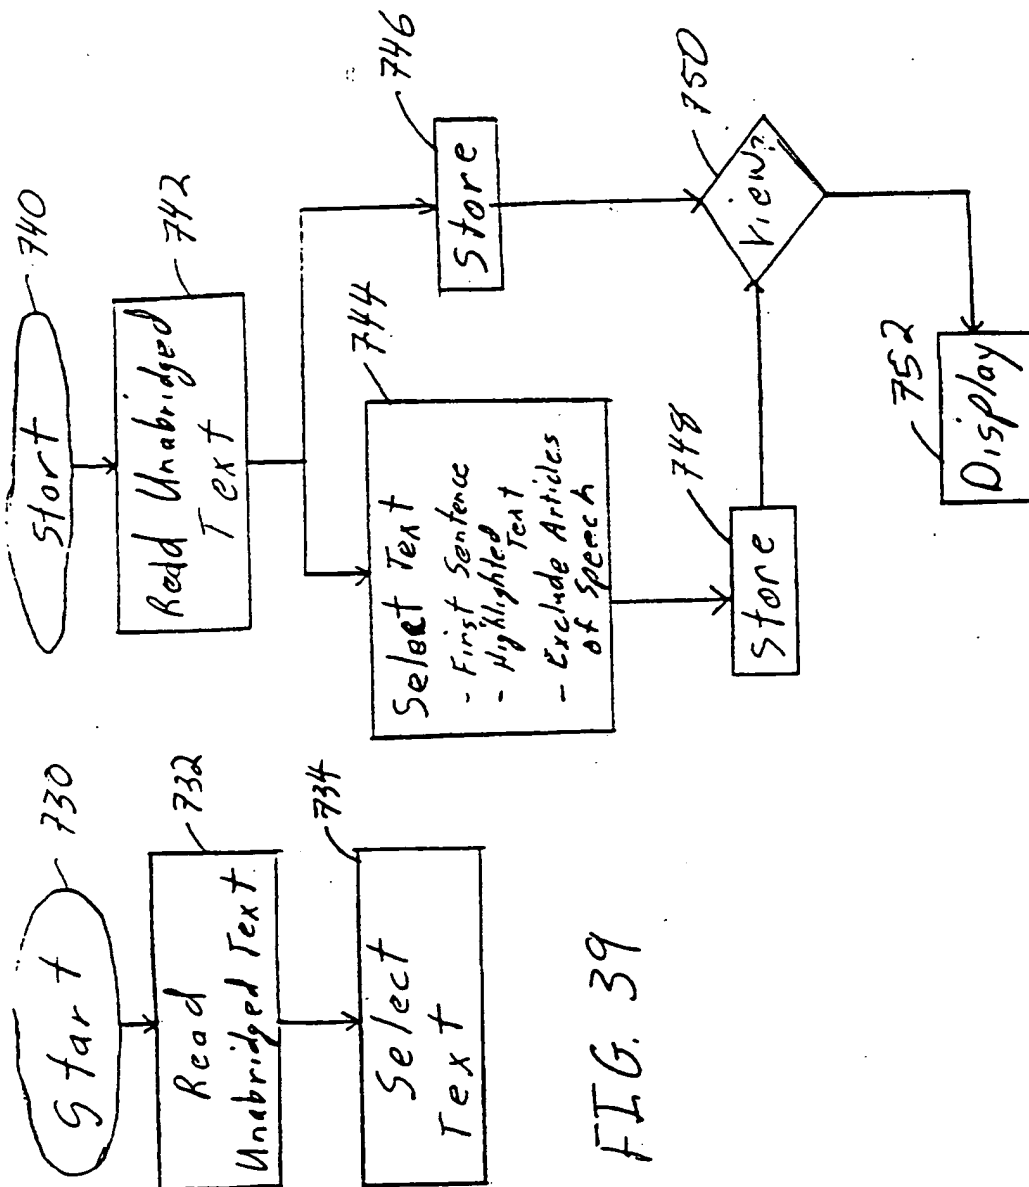 Start
730
Read
Unabridged Text
732
Select
Text
734
FIG. 39
Start
740
Read Unabridged
Text
742
Select Text
- First Sentence
- Highlighted
Text
- Exclude Articles
of Speech
744
Store
746
Store
748
View?
750
Display
752